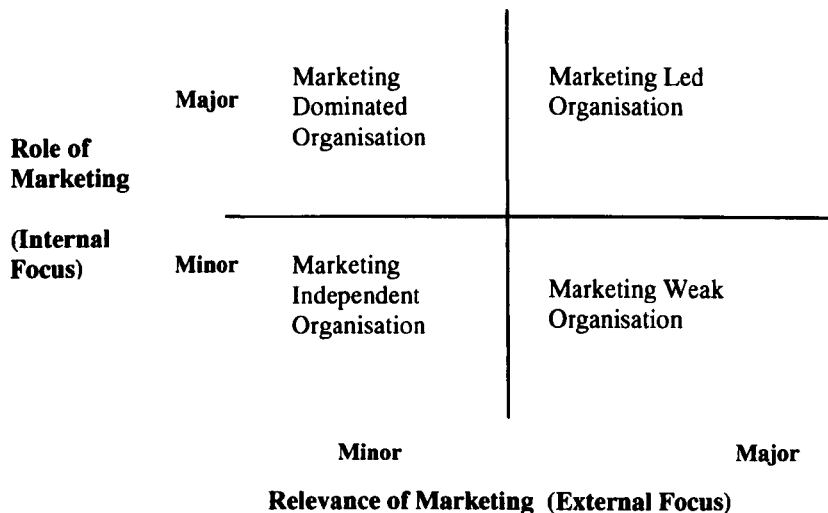 Marketing
Dominated
Organisation
Marketing Led
Organisation
Major
Role of
Marketing
(Internal
Focus)
Minor
Marketing
Independent
Organisation
Marketing Weak
Organisation
Minor
Major
Relevance of Marketing (External Focus)